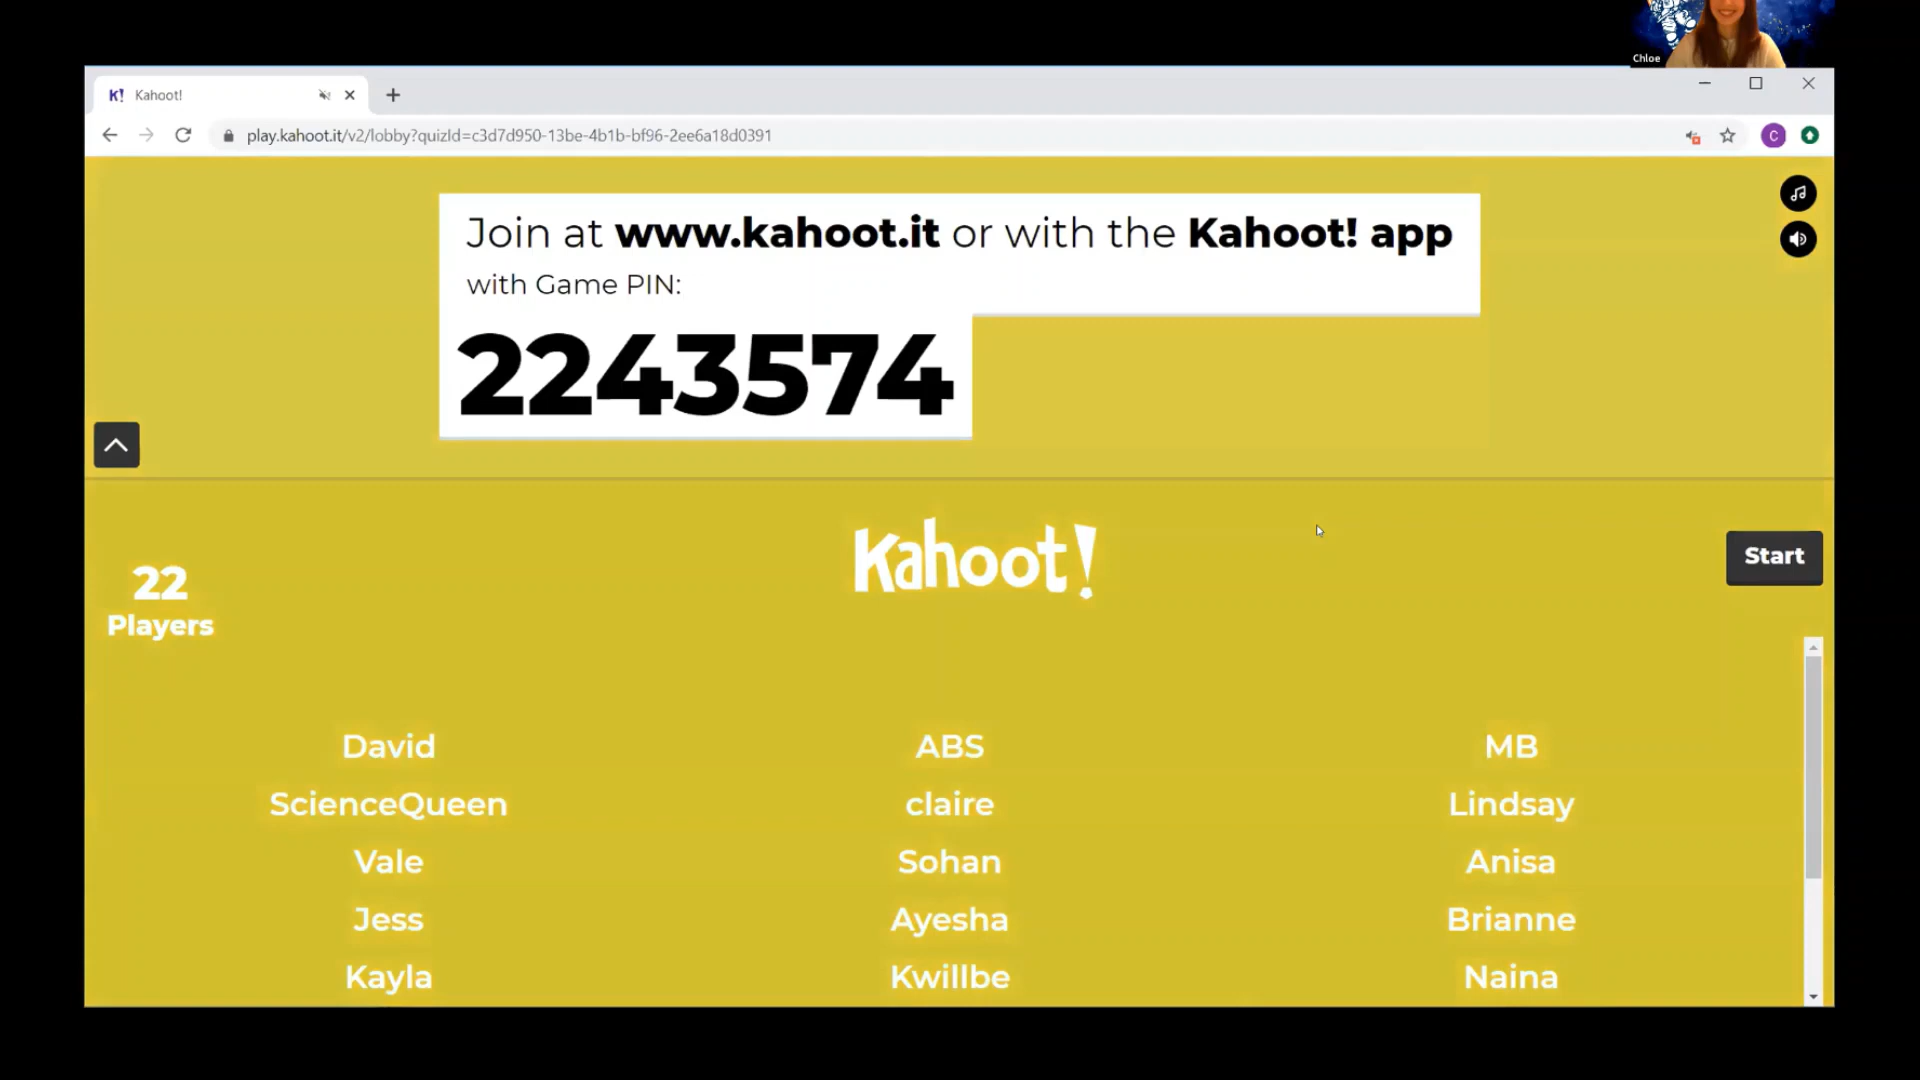 Chloe
K! Kahoot!
play.kahoot.it/v2/lobby?quizId=c3d7d950-13be-4b1b-bf96-2ee6a18d0391
C
Join at www.kahoot.it or with the Kahoot! app
with Game PIN:
2243574
Kahoot!
Start
22
Players
David ABS MB
ScienceQueen claire Lindsay
Vale Sohan Anisa
Jess Ayesha Brianne
Kayla Kwillbe Naina